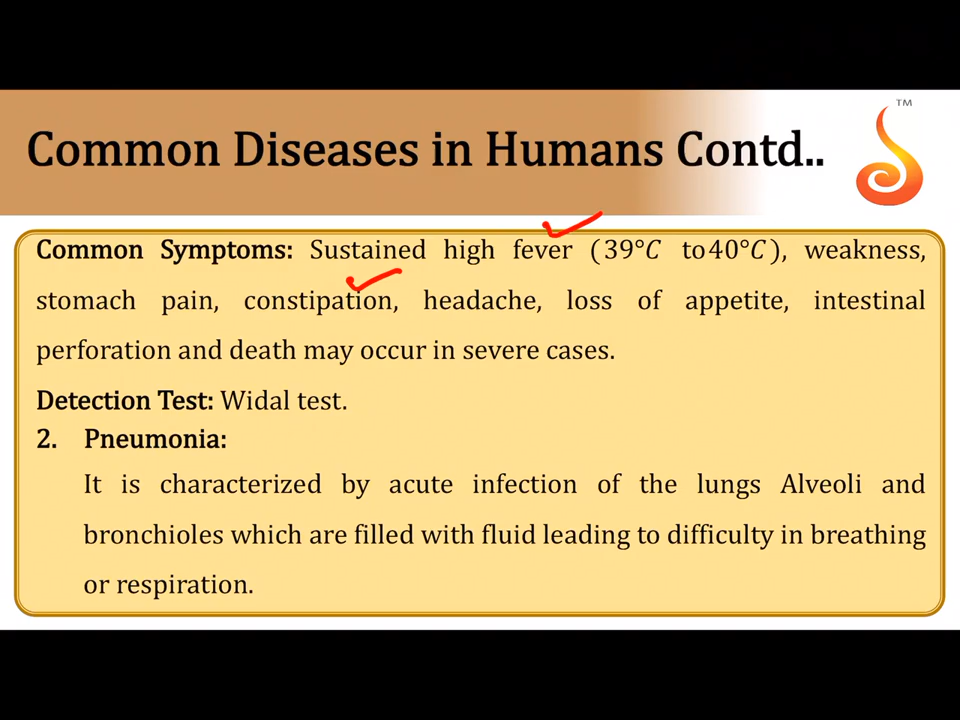 TM
Common Diseases in Humans Contd..
Common Symptoms: Sustained high fever (39°C to40°C), weakness,
stomach pain, constipation, headache, loss of appetite, intestinal
perforation and death may occur in severe cases.
Detection Test: Widal test.
2. Pneumonia:
It is characterized by acute infection of the lungs Alveoli and
bronchioles which are filled with fluid leading to difficulty in breathing
or respiration.